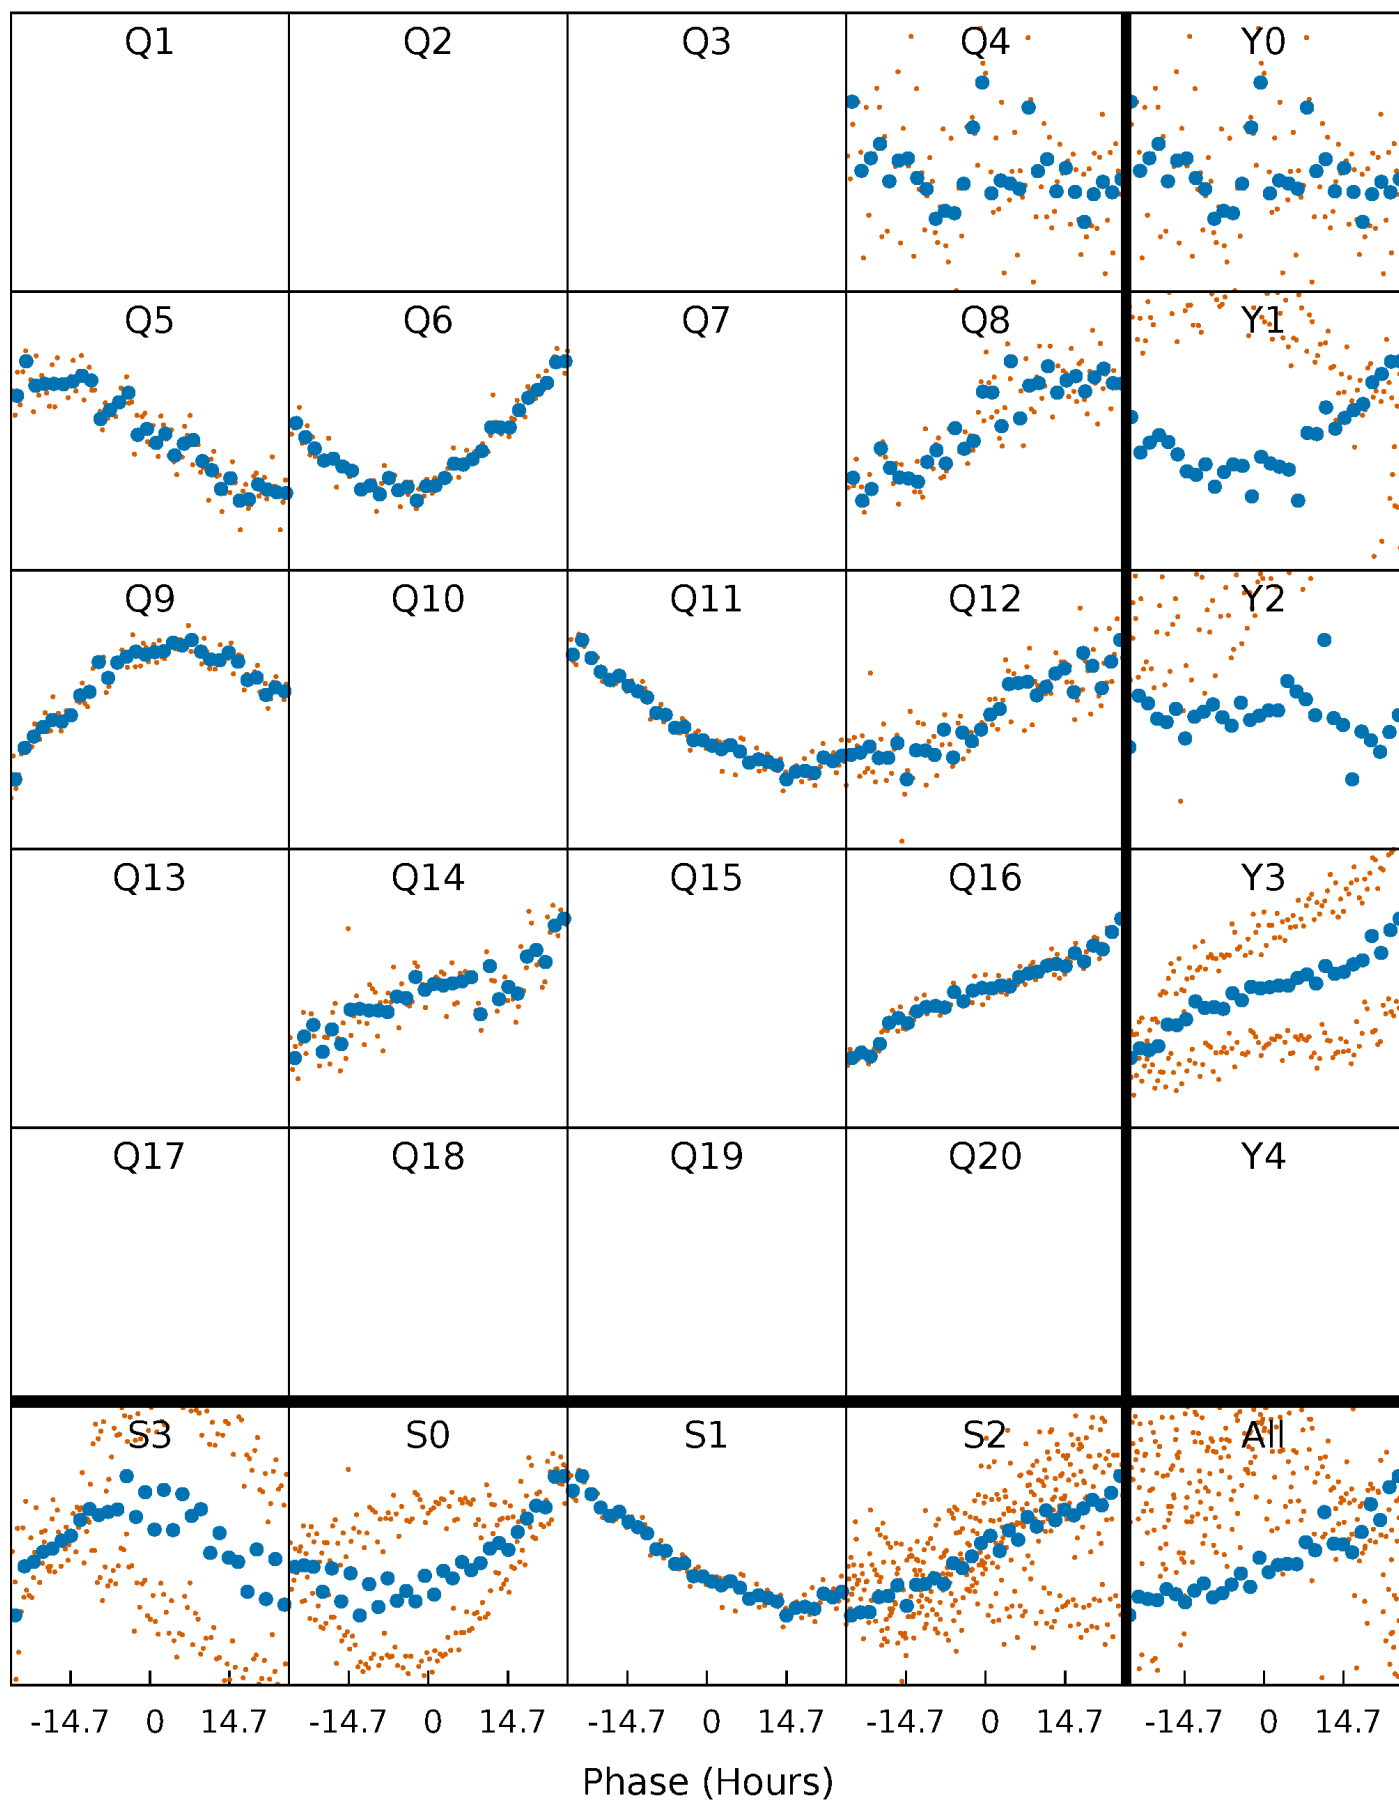 Q1 Q2 Q3 Q4 Y0
Q5 Q6 Q7 Q8 Y1
Q9 Q10 Q11 Q12 Y2
Q13 Q14 Q15 Q16 Y3
Q17 Q18 Q19 Q20 Y4
S3 S0 S1 S2 All
-14.7 0 14.7 -14.7 0 14.7 -14.7 0 14.7 -14.7 0 14.7 -14.7 0 14.7
Phase (Hours)